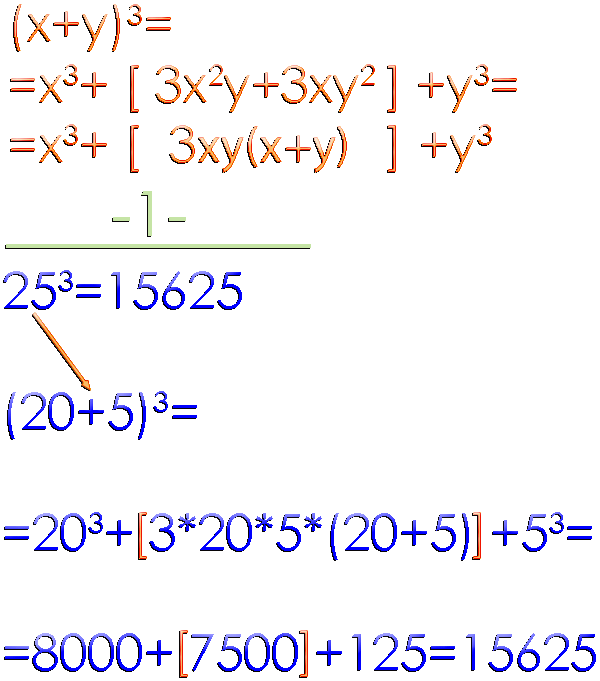 (x+y)³=
=x³+ [ 3x²y+3xy² ] +y³=
=x³+ [ 3xy(x+y) ] +y³
-1-
25³=15625
(20+5)³=
=20³+[3*20*5*(20+5)] +5³=
=8000+[7500]+125=15625